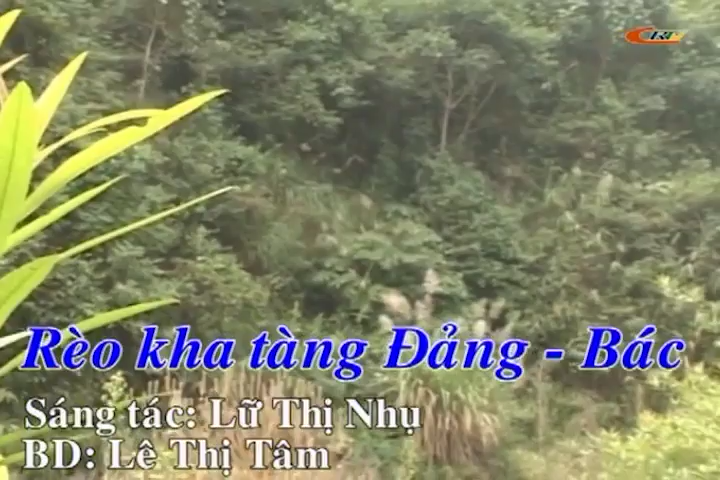 Rèo kha tàng Đảng - Bác
Sáng tác: Lữ Thị Nhụ
BD: Lê Thị Tâm